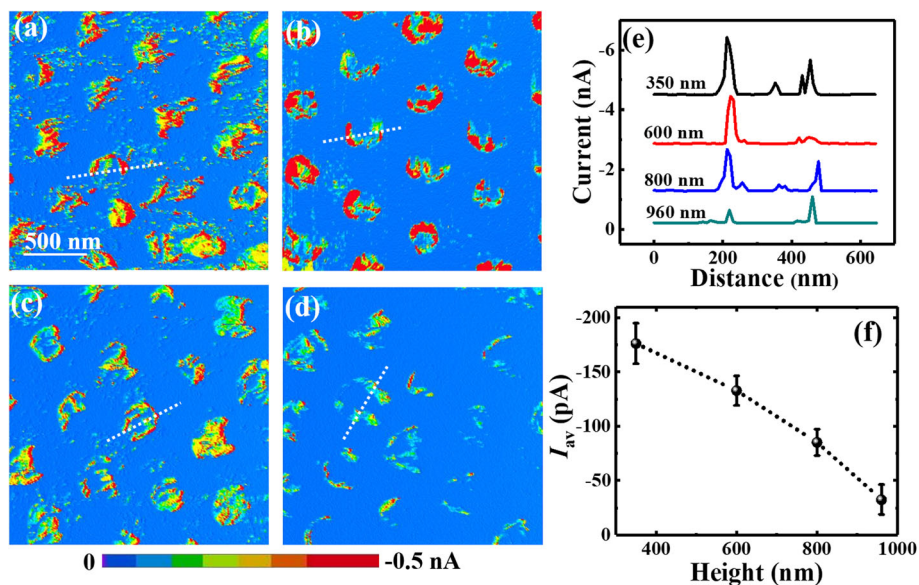 (a)
500 nm
(b)
(c)
(d)
0
-0.5 nA
(e)
Current (nA)
-6
-4
-2
0
350 nm
600 nm
800 nm
960 nm
0 200 400 600
Distance (nm)
(f)
Iav (pA)
-200
-150
-100
-50
0
400 600 800 1000
Height (nm)